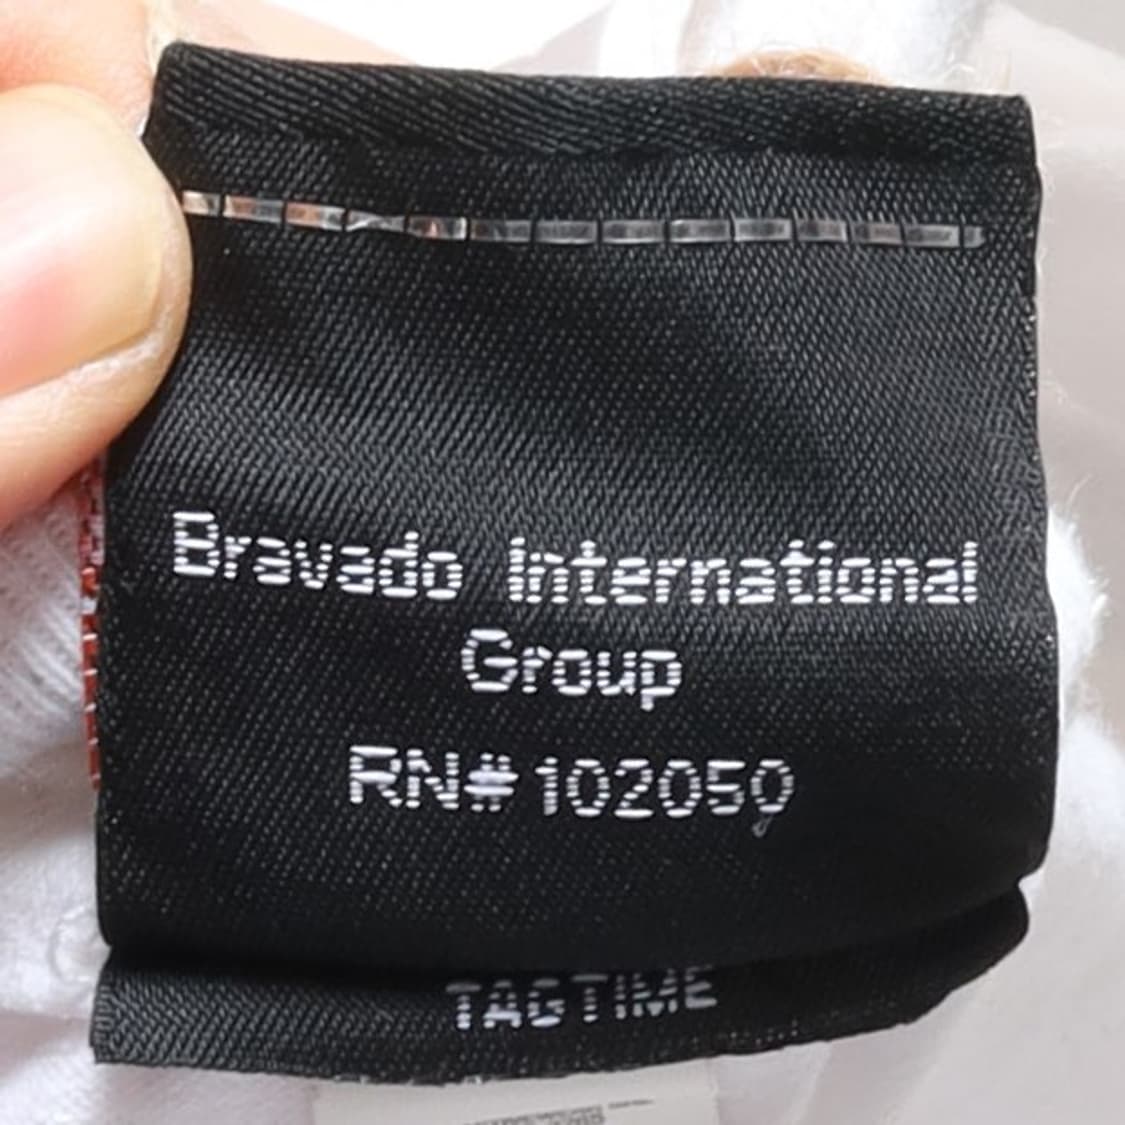 Bravado International
Group
RN# 102050
TAGTIME